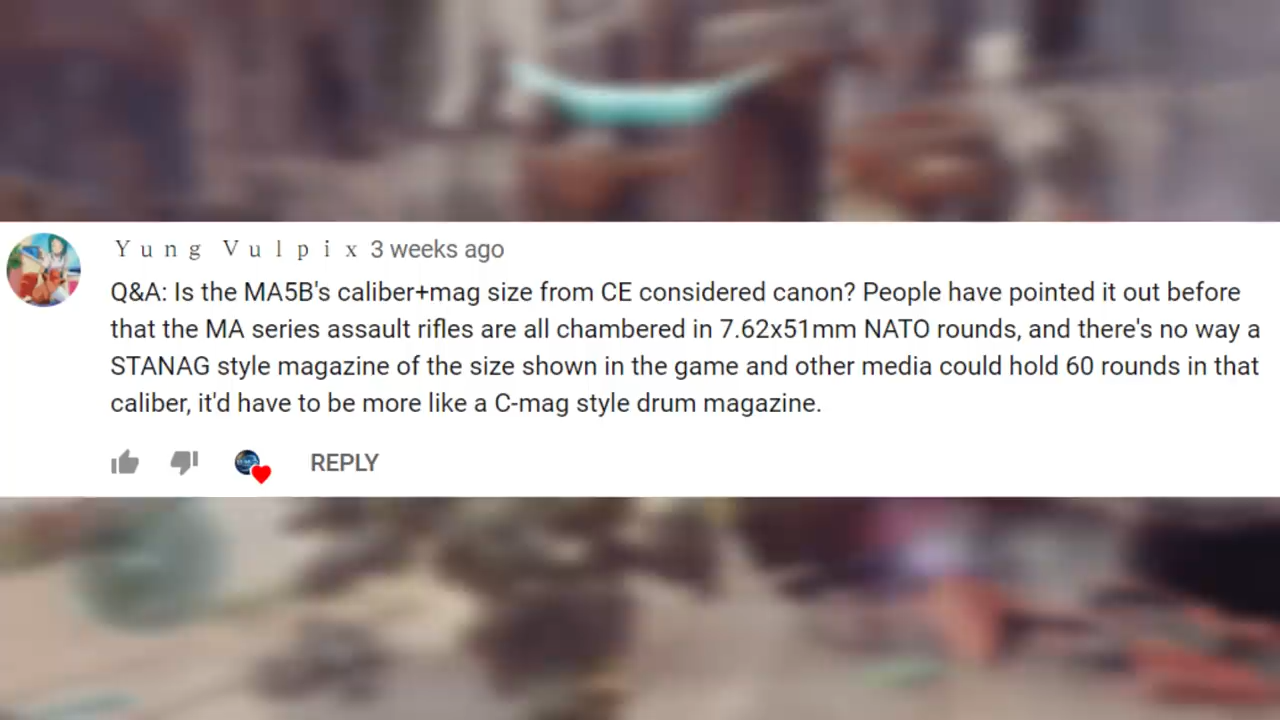 Yung Vulpix 3 weeks ago
Q&A: Is the MA5B's caliber+mag size from CE considered canon? People have pointed it out before
that the MA series assault rifles are all chambered in 7.62x51mm NATO rounds, and there's no way a
STANAG style magazine of the size shown in the game and other media could hold 60 rounds in that
caliber, it'd have to be more like a C-mag style drum magazine.
REPLY